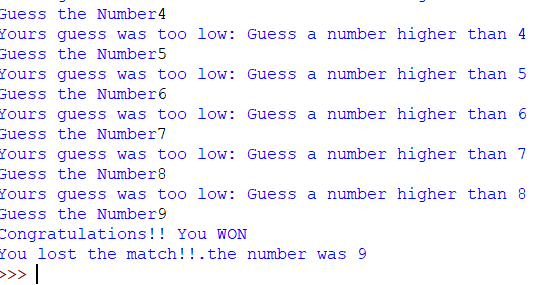 Guess the Number4
Yours guess was too low: Guess a number higher than 4
Guess the Number5
Yours guess was too low: Guess a number higher than 5
Guess the Number6
Yours guess was too low: Guess a number higher than 6
Guess the Number7
Yours guess was too low: Guess a number higher than 7
Guess the Number8
Yours guess was too low: Guess a number higher than 8
Guess the Number9
Congratulations!! You WON
You lost the match!!.the number was 9
>>>